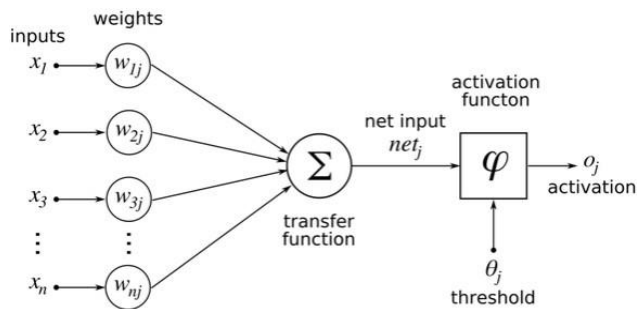 weights
inputs
x₁
w₁ⱼ
x₂
w₂ⱼ
x₃
w₃ⱼ
⋮ ⋮
xₙ
wₙⱼ
Σ
transfer
function
net input
netⱼ
activation
functon
φ
oⱼ
activation
θⱼ
threshold